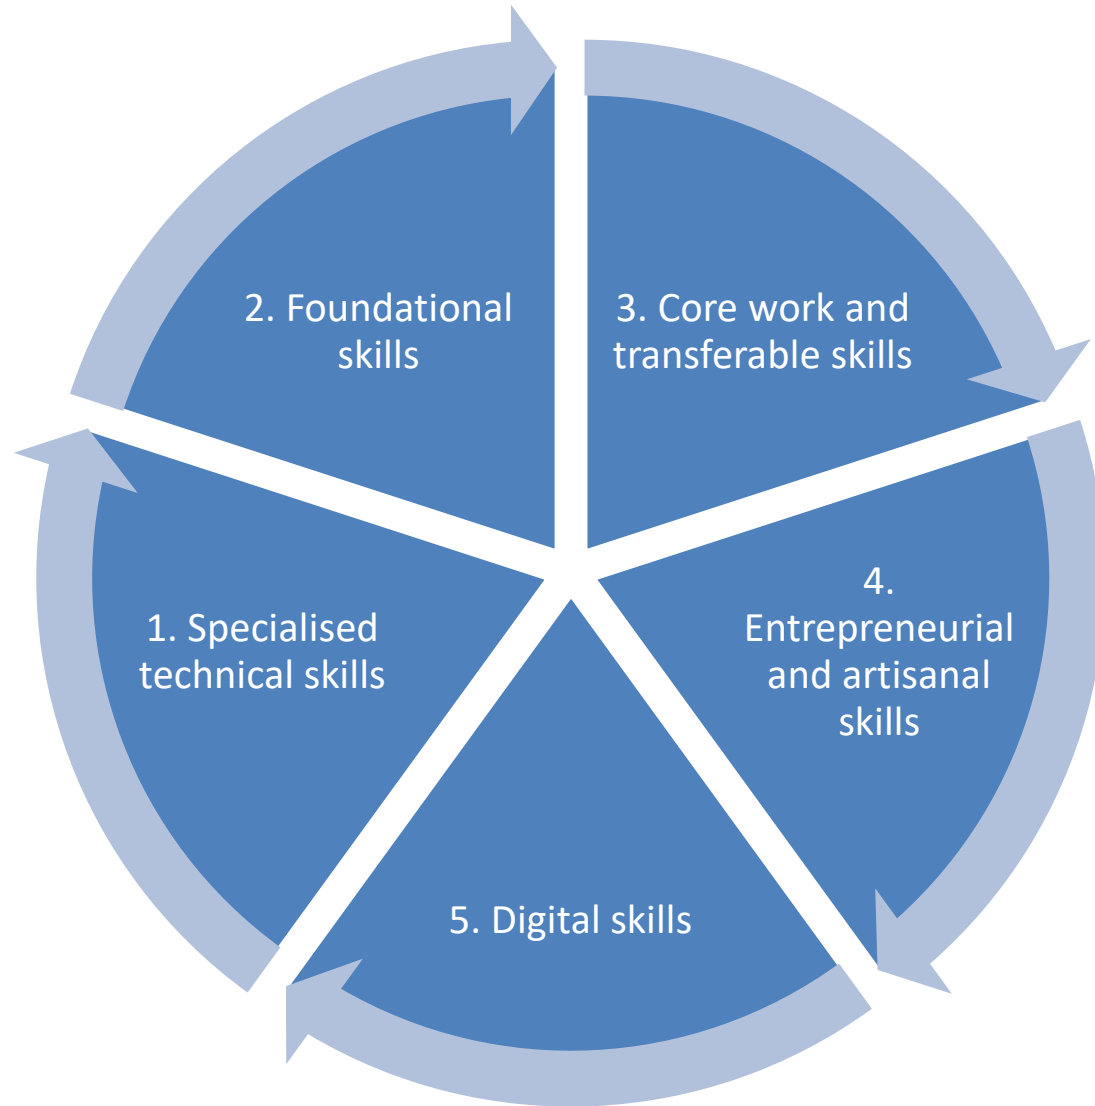 2. Foundational
skills
3. Core work and
transferable skills
1. Specialised
technical skills
4.
Entrepreneurial
and artisanal
skills
5. Digital skills